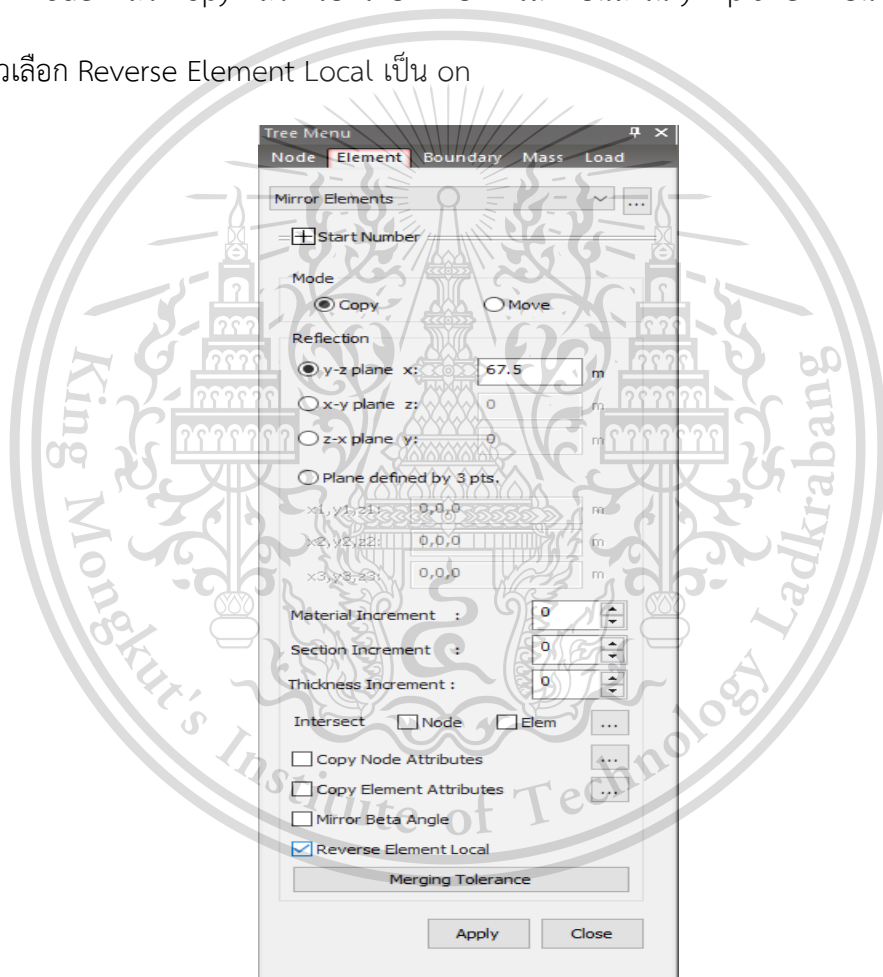 วเลือก Reverse Element Local เป็น on
Tree Menu
Node Element Boundary Mass Load
Mirror Elements ...
Start Number
Mode
Copy Move
Reflection
y-z plane x: 67.5 m
x-y plane z: 0 m
z-x plane y: 0 m
Plane defined by 3 pts.
x1,y1,z1: 0,0,0 m
x2,y2,z2: 0,0,0 m
x3,y3,z3: 0,0,0 m
Material Increment : 0
Section Increment : 0
Thickness Increment : 0
Intersect Node Elem ...
Copy Node Attributes ...
Copy Element Attributes ...
Mirror Beta Angle
Reverse Element Local
Merging Tolerance
Apply Close
King Mongkut's Institute of Technology Ladkrabang